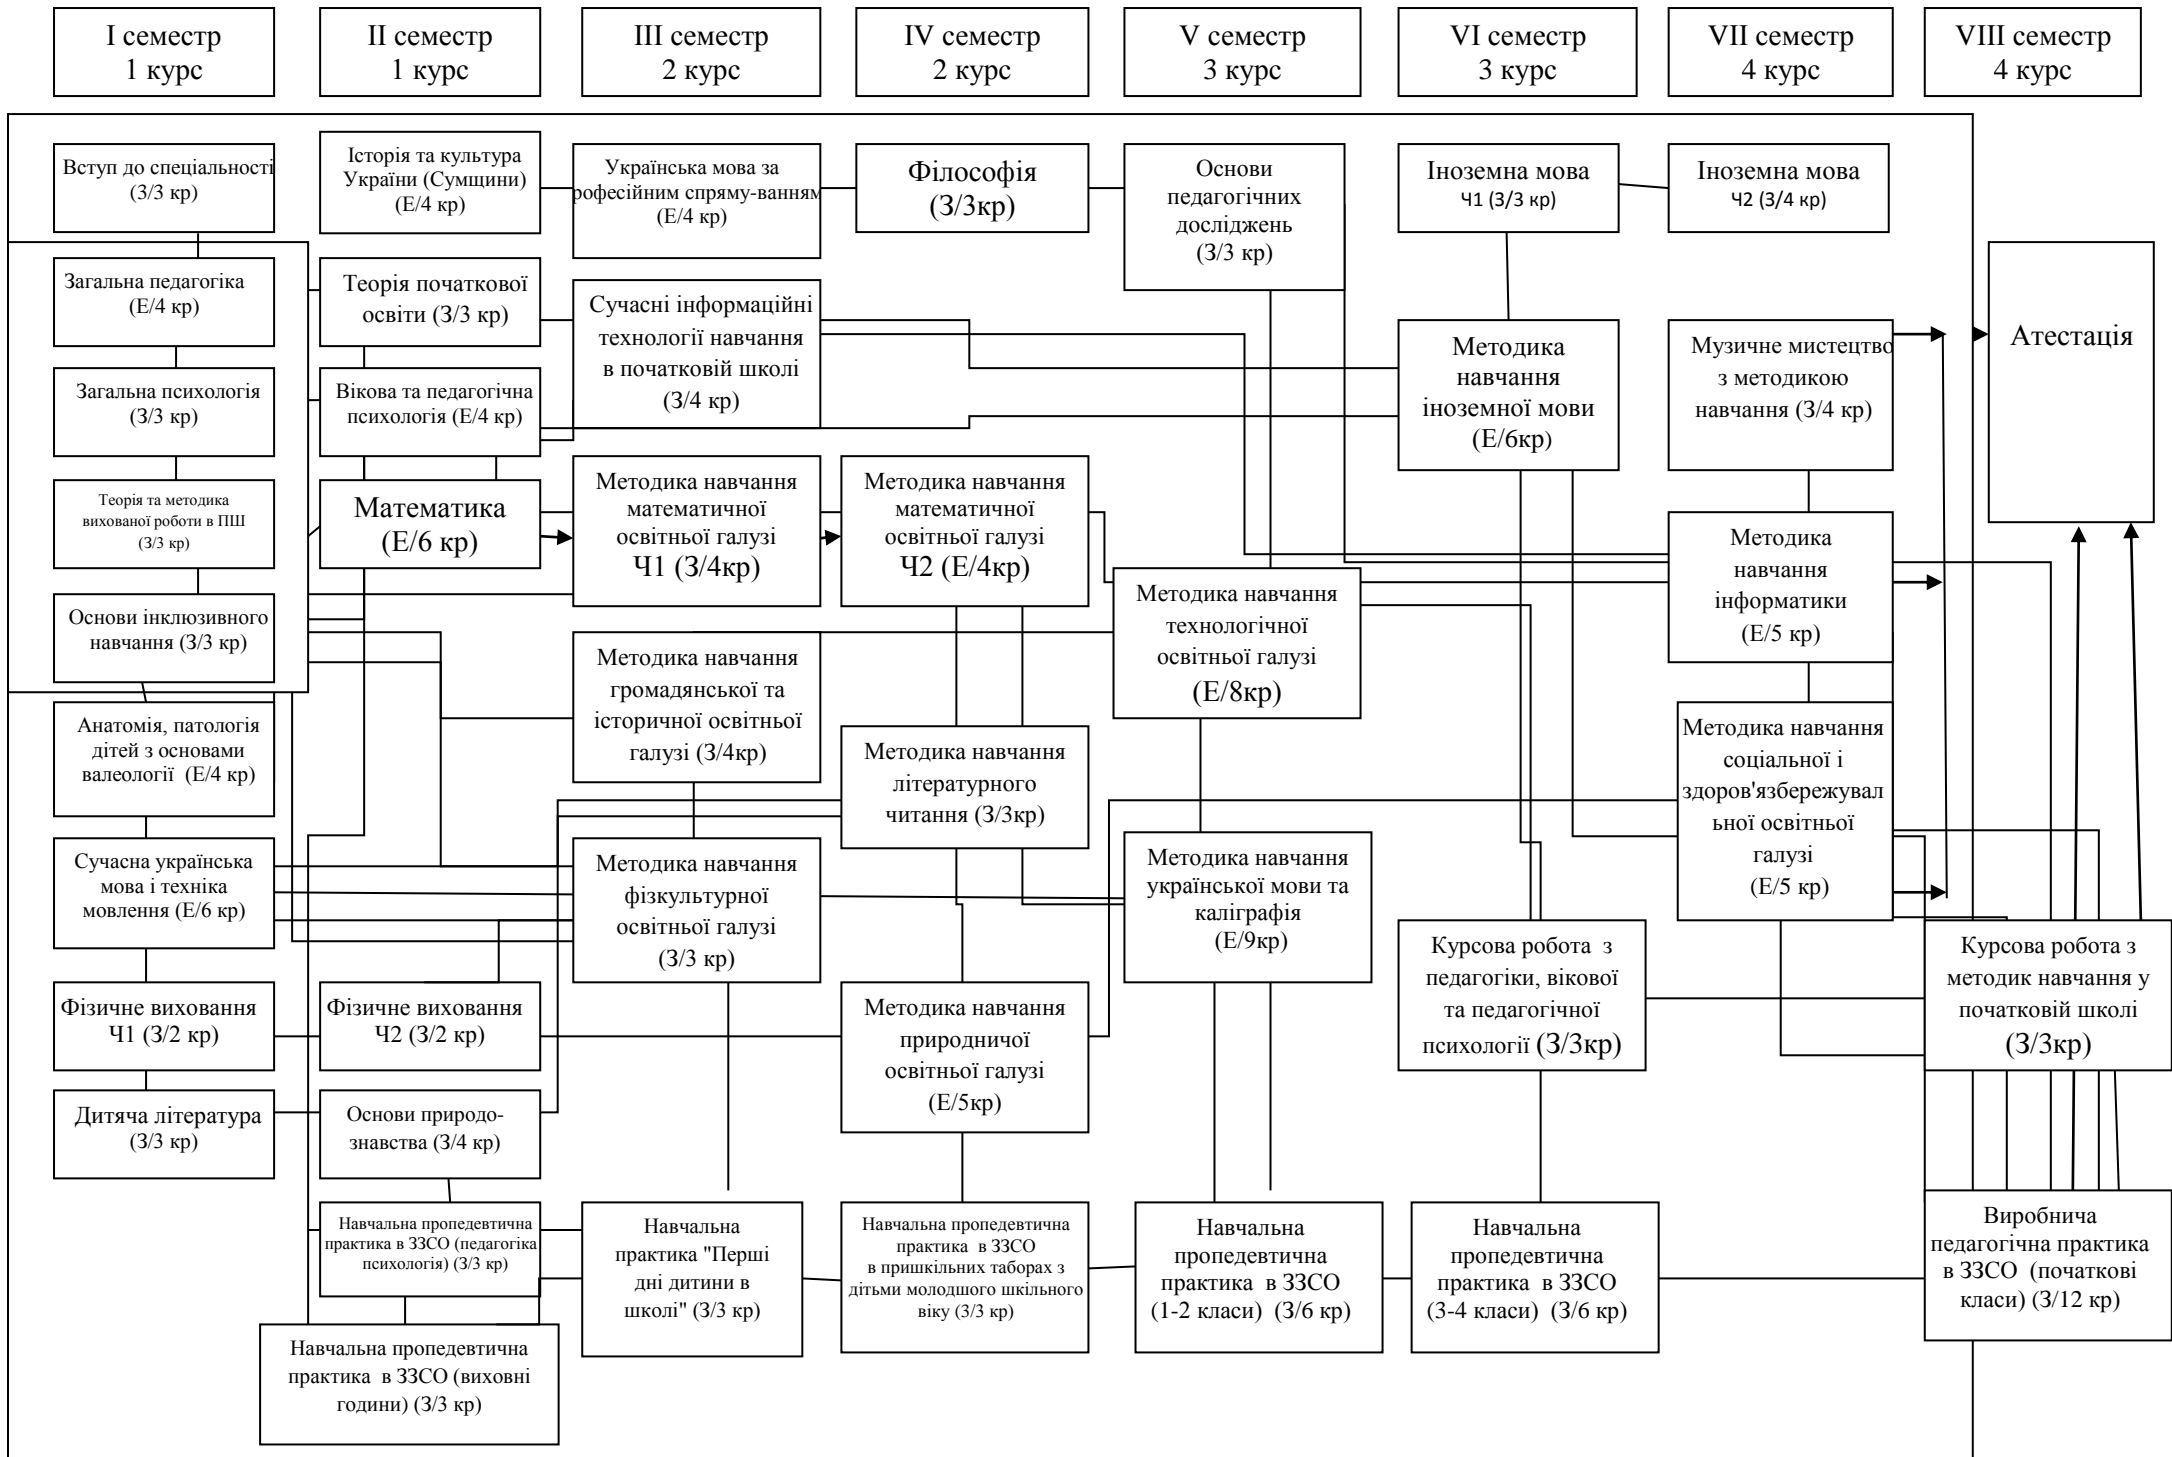 I семестр
1 курс
II семестр
1 курс
III семестр
2 курс
IV семестр
2 курс
V семестр
3 курс
VI семестр
3 курс
VII семестр
4 курс
VIII семестр
4 курс
Вступ до спеціальності
(З/3 кр)
Загальна педагогіка
(Е/4 кр)
Загальна психологія
(З/3 кр)
Теорія та методика
вихованої роботи в ПШ
(З/3 кр)
Основи інклюзивного
навчання (З/3 кр)
Анатомія, патологія
дітей з основами
валеології (Е/4 кр)
Сучасна українська
мова і техніка
мовлення (Е/6 кр)
Фізичне виховання
Ч1 (З/2 кр)
Дитяча література
(З/3 кр)
Історія та культура
України (Сумщини)
(Е/4 кр)
Теорія початкової
освіти (З/3 кр)
Вікова та педагогічна
психологія (Е/4 кр)
Математика
(Е/6 кр)
Фізичне виховання
Ч2 (З/2 кр)
Основи природо-
знавства (З/4 кр)
Навчальна пропедевтична
практика в ЗЗСО (педагогіка
психологія) (З/3 кр)
Навчальна пропедевтична
практика в ЗЗСО (виховні
години) (З/3 кр)
Українська мова за
рофесійним спряму-ванням
(Е/4 кр)
Сучасні інформаційні
технології навчання
в початковій школі
(З/4 кр)
Методика навчання
математичної
освітньої галузі
Ч1 (З/4кр)
Методика навчання
громадянської та
історичної освітньої
галузі (З/4кр)
Методика навчання
фізкультурної
освітньої галузі
(З/3 кр)
Навчальна
практика "Перші
дні дитини в
школі" (З/3 кр)
Філософія
(З/3кр)
Методика навчання
математичної
освітньої галузі
Ч2 (Е/4кр)
Методика навчання
літературного
читання (З/3кр)
Методика навчання
природничої
освітньої галузі
(Е/5кр)
Навчальна пропедевтична
практика в ЗЗСО
в пришкільних таборах з
дітьми молодшого шкільного
віку (З/3 кр)
Основи
педагогічних
досліджень
(З/3 кр)
Методика навчання
технологічної
освітньої галузі
(Е/8кр)
Методика навчання
української мови та
каліграфія
(Е/9кр)
Навчальна
пропедевтична
практика в ЗЗСО
(1-2 класи) (З/6 кр)
Іноземна мова
Ч1 (З/3 кр)
Методика
навчання
іноземної мови
(Е/6кр)
Курсова робота з
педагогіки, вікової
та педагогічної
психології (З/3кр)
Навчальна
пропедевтична
практика в ЗЗСО
(3-4 класи) (З/6 кр)
Іноземна мова
Ч2 (З/4 кр)
Музичне мистецтво
з методикою
навчання (З/4 кр)
Методика
навчання
інформатики
(Е/5 кр)
Методика навчання
соціальної і
здоров'язбережувал
ьної освітньої
галузі
(Е/5 кр)
Атестація
Курсова робота з
методик навчання у
початковій школі
(З/3кр)
Виробнича
педагогічна практика
в ЗЗСО (початкові
класи) (З/12 кр)